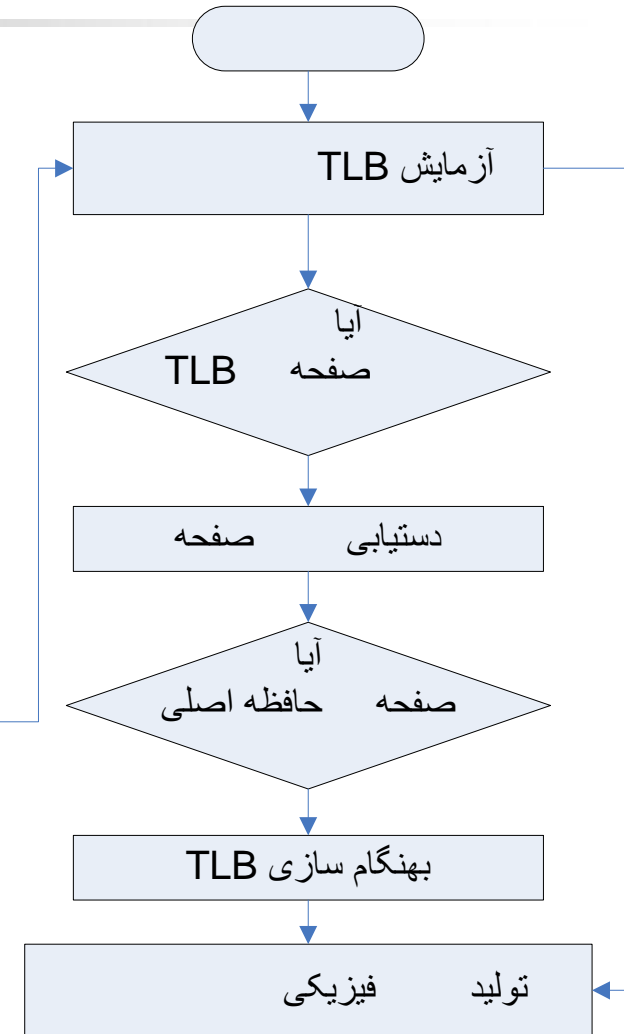 آزمایش TLB
آیا
صفحه TLB
دستیابی صفحه
آیا
صفحه حافظه اصلی
بهنگام سازی TLB
تولید فیزیکی